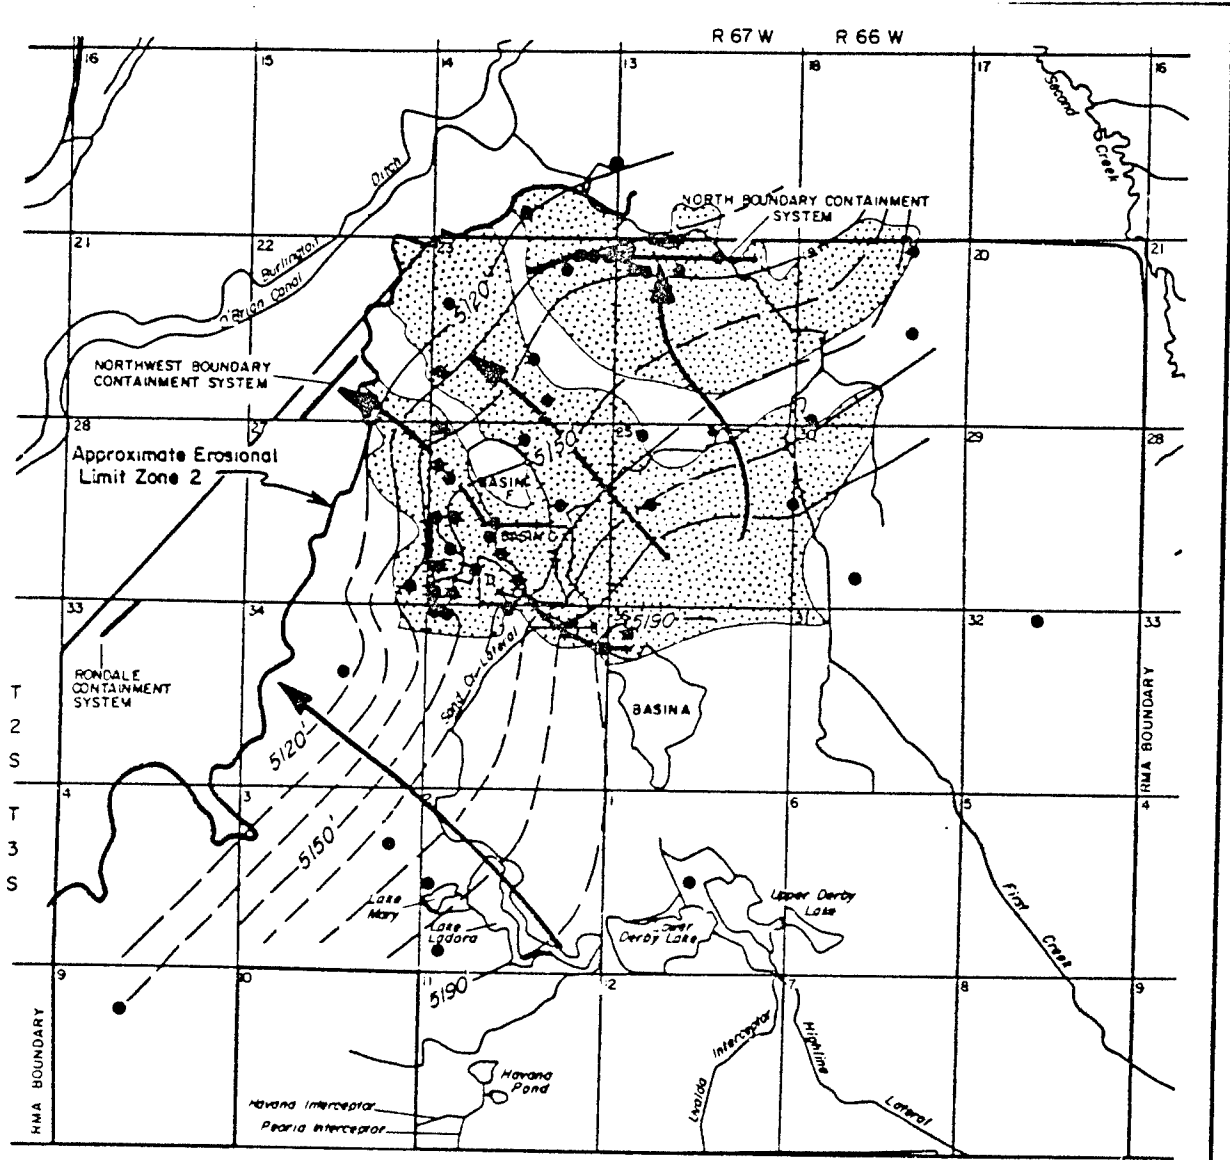 R 67 W R 66 W
16 15 14 13 18 17 16
Second
Creek
Ditch
NORTH BOUNDARY CONTAINMENT
SYSTEM
21 22 23 20 21
Burlington
O'Brian Canal
5120'
NORTHWEST BOUNDARY
CONTAINMENT SYSTEM
28 27 25 30 29 28
5150'
Approximate Erosional
Limit Zone 2
BASIN
F
BASIN C
D
33 34 31 32 33
5190
Sand Cr. Lateral
RONDALE
CONTAINMENT
SYSTEM
BASIN A
RMA BOUNDARY
T
2
S
5120'
4 3 2 1 6 5 4
T
3
S
5150'
First
Creek
Lake
Mary
Lake
Ladora
Lower
Derby Lake
Upper Derby
Lake
9 10 11 12 7 8 9
5190'
RMA BOUNDARY
Uvalda Interceptor
Highline
Lateral
Havana
Pond
Havana Interceptor
Peoria Interceptor